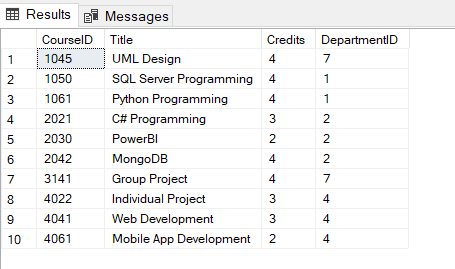 Results Messages
CourseID Title Credits DepartmentID
1 1045 UML Design 4 7
2 1050 SQL Server Programming 4 1
3 1061 Python Programming 4 1
4 2021 C# Programming 3 2
5 2030 PowerBI 2 2
6 2042 MongoDB 4 2
7 3141 Group Project 4 7
8 4022 Individual Project 3 4
9 4041 Web Development 3 4
10 4061 Mobile App Development 2 4